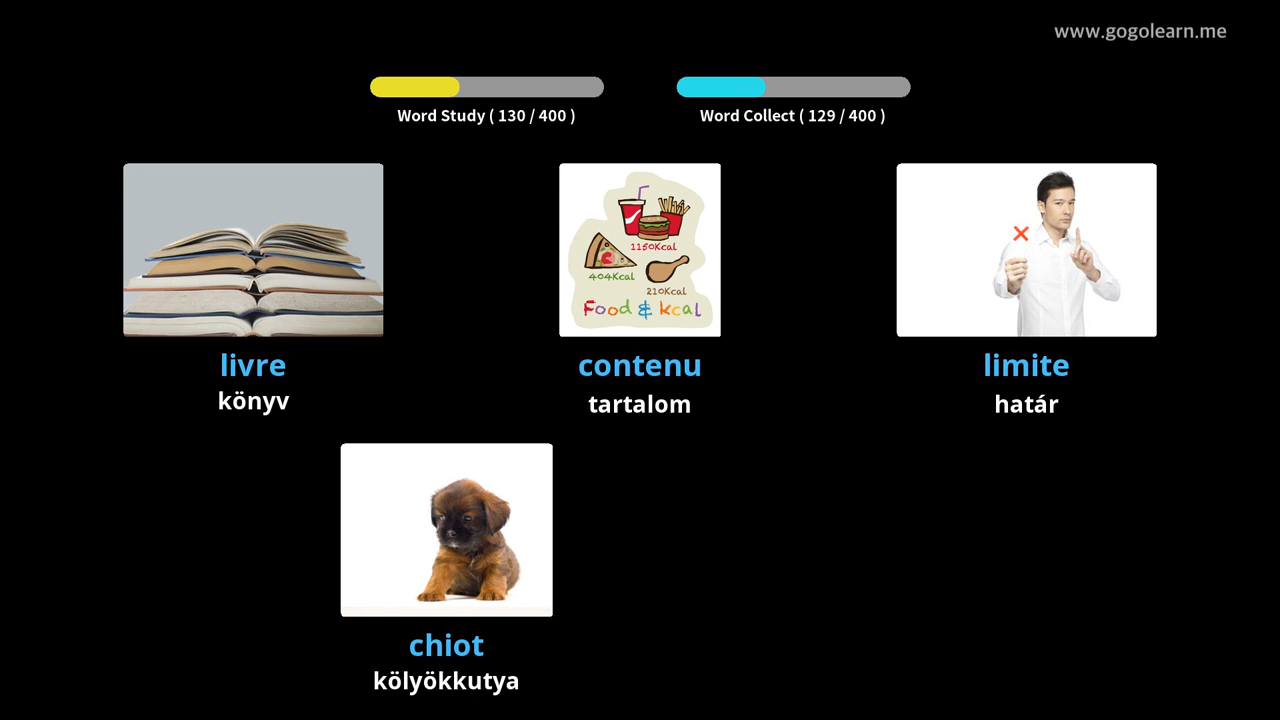 www.gogolearn.me
Word Study ( 130 / 400 )
Word Collect ( 129 / 400 )
1150Kcal
404Kcal
210Kcal
Food & kcal
livre
könyv
contenu
tartalom
limite
határ
chiot
kölyökkutya